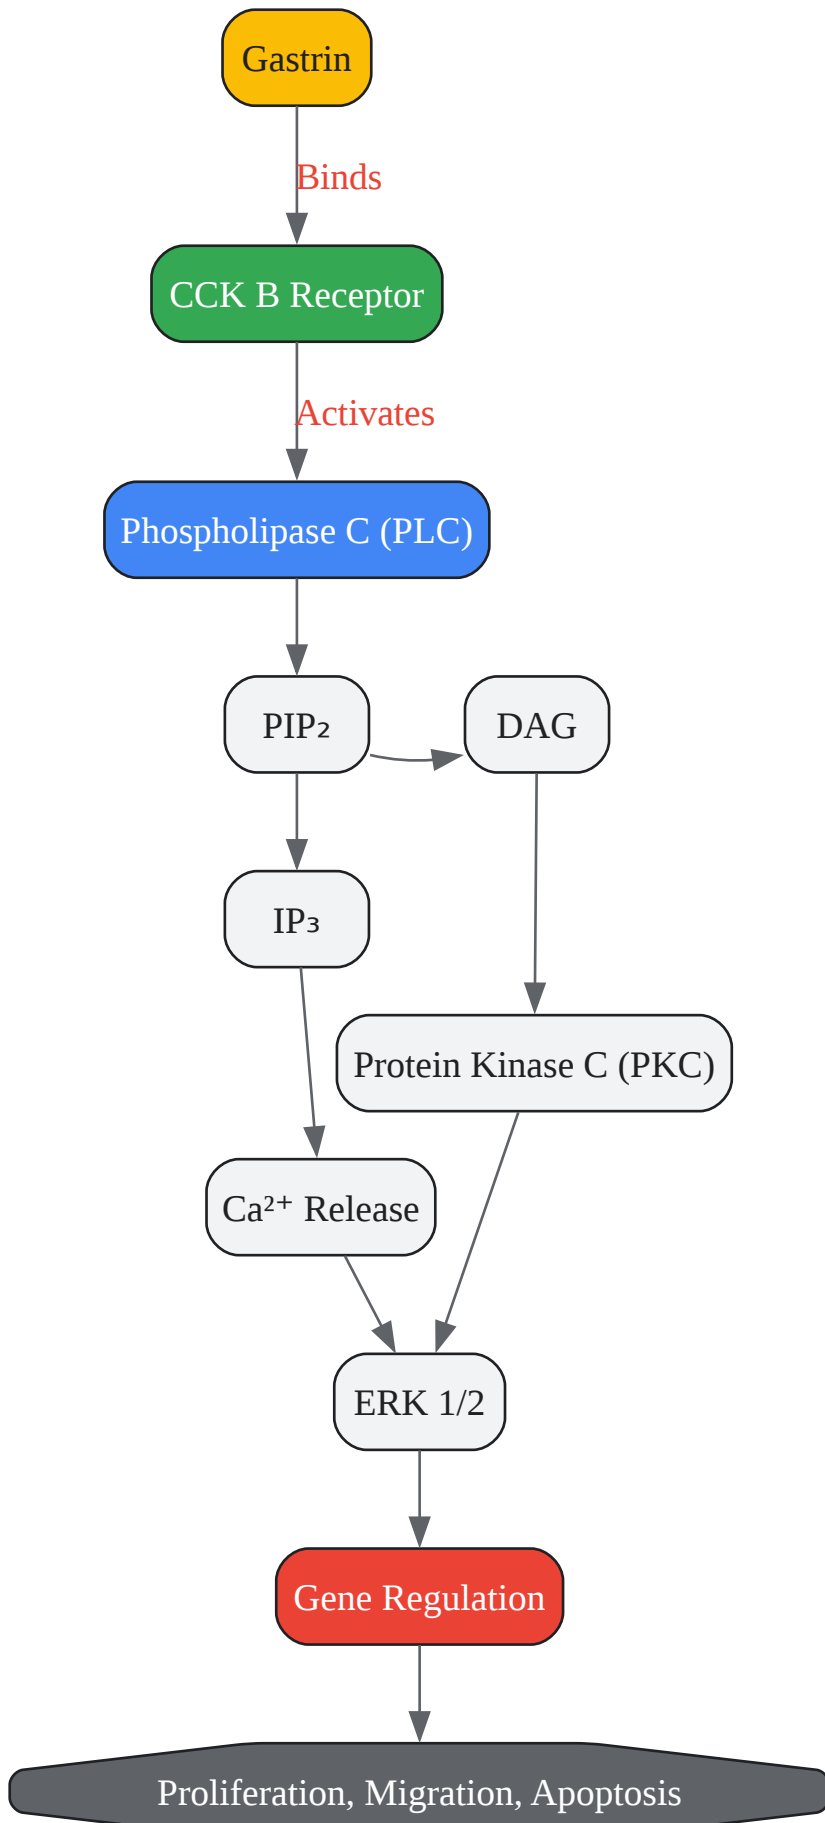 Gastrin
Binds
CCK B Receptor
Activates
Phospholipase C (PLC)
PIP₂
DAG
IP₃
Protein Kinase C (PKC)
Ca²⁺ Release
ERK 1/2
Gene Regulation
Proliferation, Migration, Apoptosis